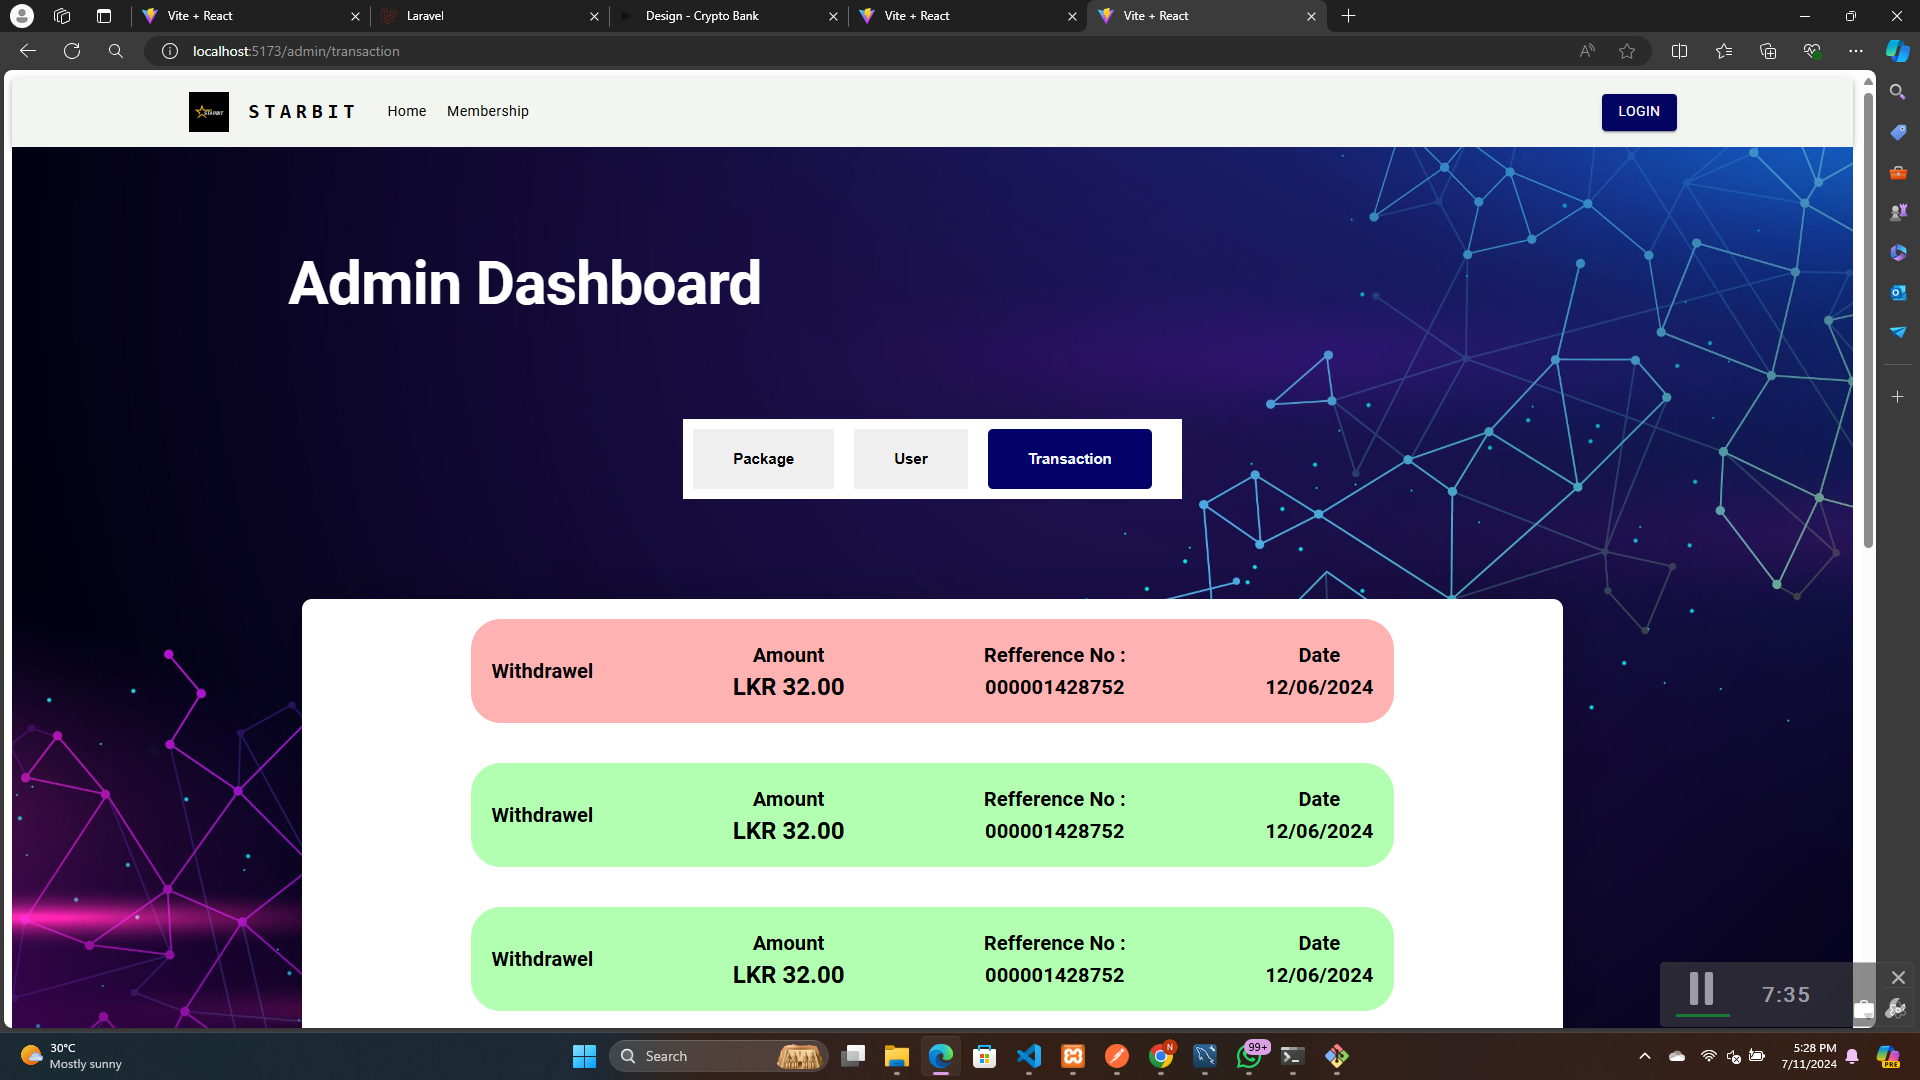 Vite + React
Laravel
Design - Crypto Bank
Vite + React
Vite + React
localhost:5173/admin/transaction
STARBIT
STARBIT
Home
Membership
LOGIN
Admin Dashboard
Package
User
Transaction
Withdrawel
Amount
LKR 32.00
Refference No :
000001428752
Date
12/06/2024
Withdrawel
Amount
LKR 32.00
Refference No :
000001428752
Date
12/06/2024
Withdrawel
Amount
LKR 32.00
Refference No :
000001428752
Date
12/06/2024
7:35
30°C
Mostly sunny
Search
N
99+
5:28 PM
7/11/2024
PRE